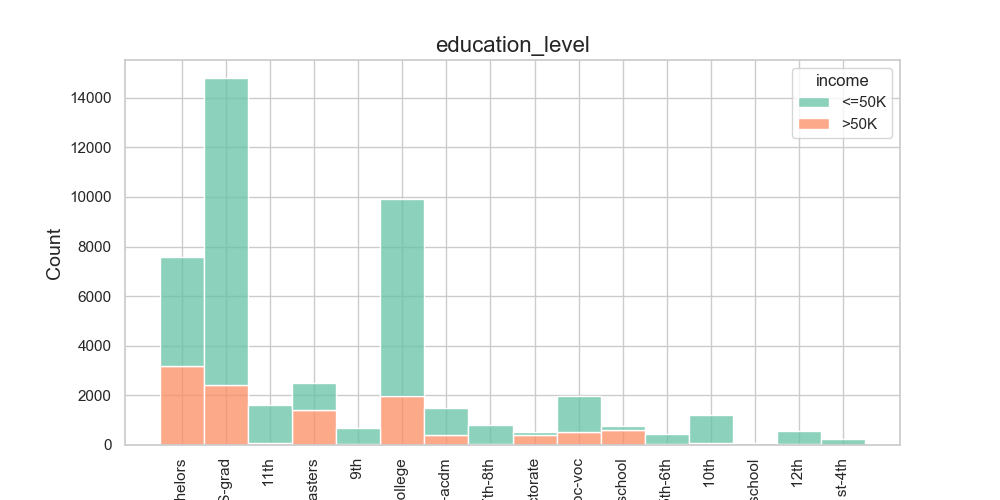 education_level
income
<=50K
>50K
Count
14000
12000
10000
8000
6000
4000
2000
0
helors
S-grad
11th
asters
9th
ollege
-acdm
th-8th
torate
oc-voc
school
th-6th
10th
school
12th
st-4th